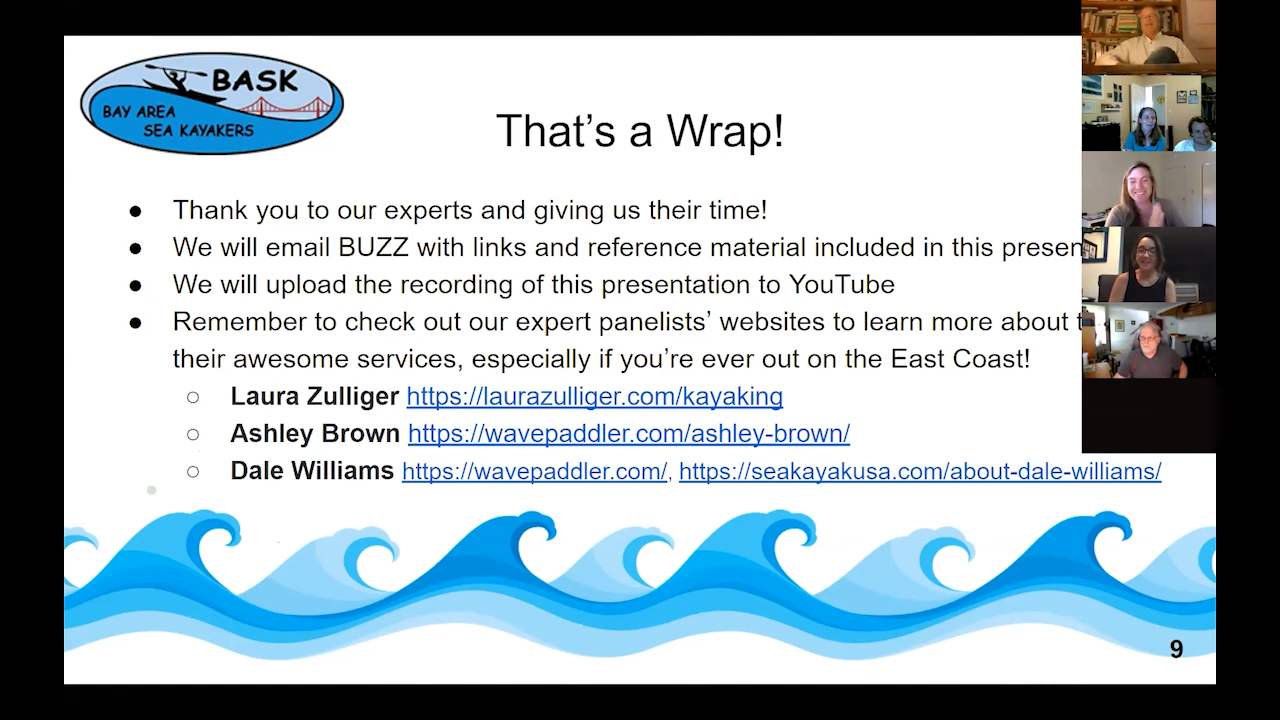 BASK
BAY AREA
SEA KAYAKERS
That's a Wrap!
● Thank you to our experts and giving us their time!
● We will email BUZZ with links and reference material included in this presen
● We will upload the recording of this presentation to YouTube
● Remember to check out our expert panelists' websites to learn more about t
their awesome services, especially if you're ever out on the East Coast!
○ Laura Zulliger https://laurazulliger.com/kayaking
○ Ashley Brown https://wavepaddler.com/ashley-brown/
○ Dale Williams https://wavepaddler.com/, https://seakayakusa.com/about-dale-williams/
9